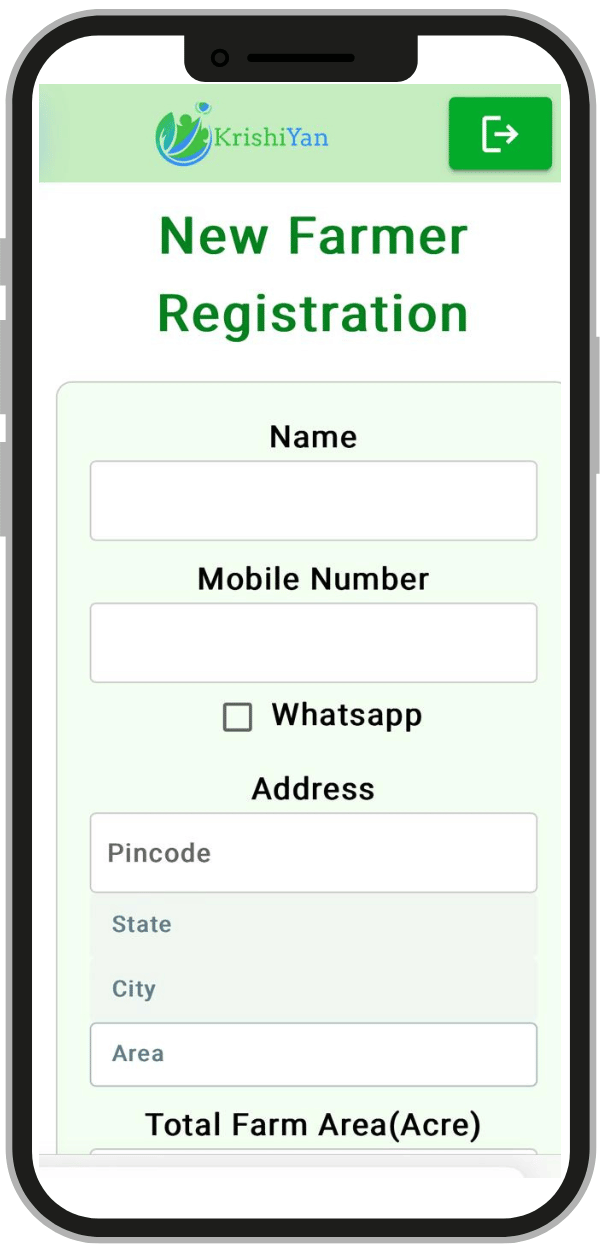 KrishiYan
New Farmer
Registration
Name
Mobile Number
Whatsapp
Address
Pincode
State
City
Area
Total Farm Area(Acre)